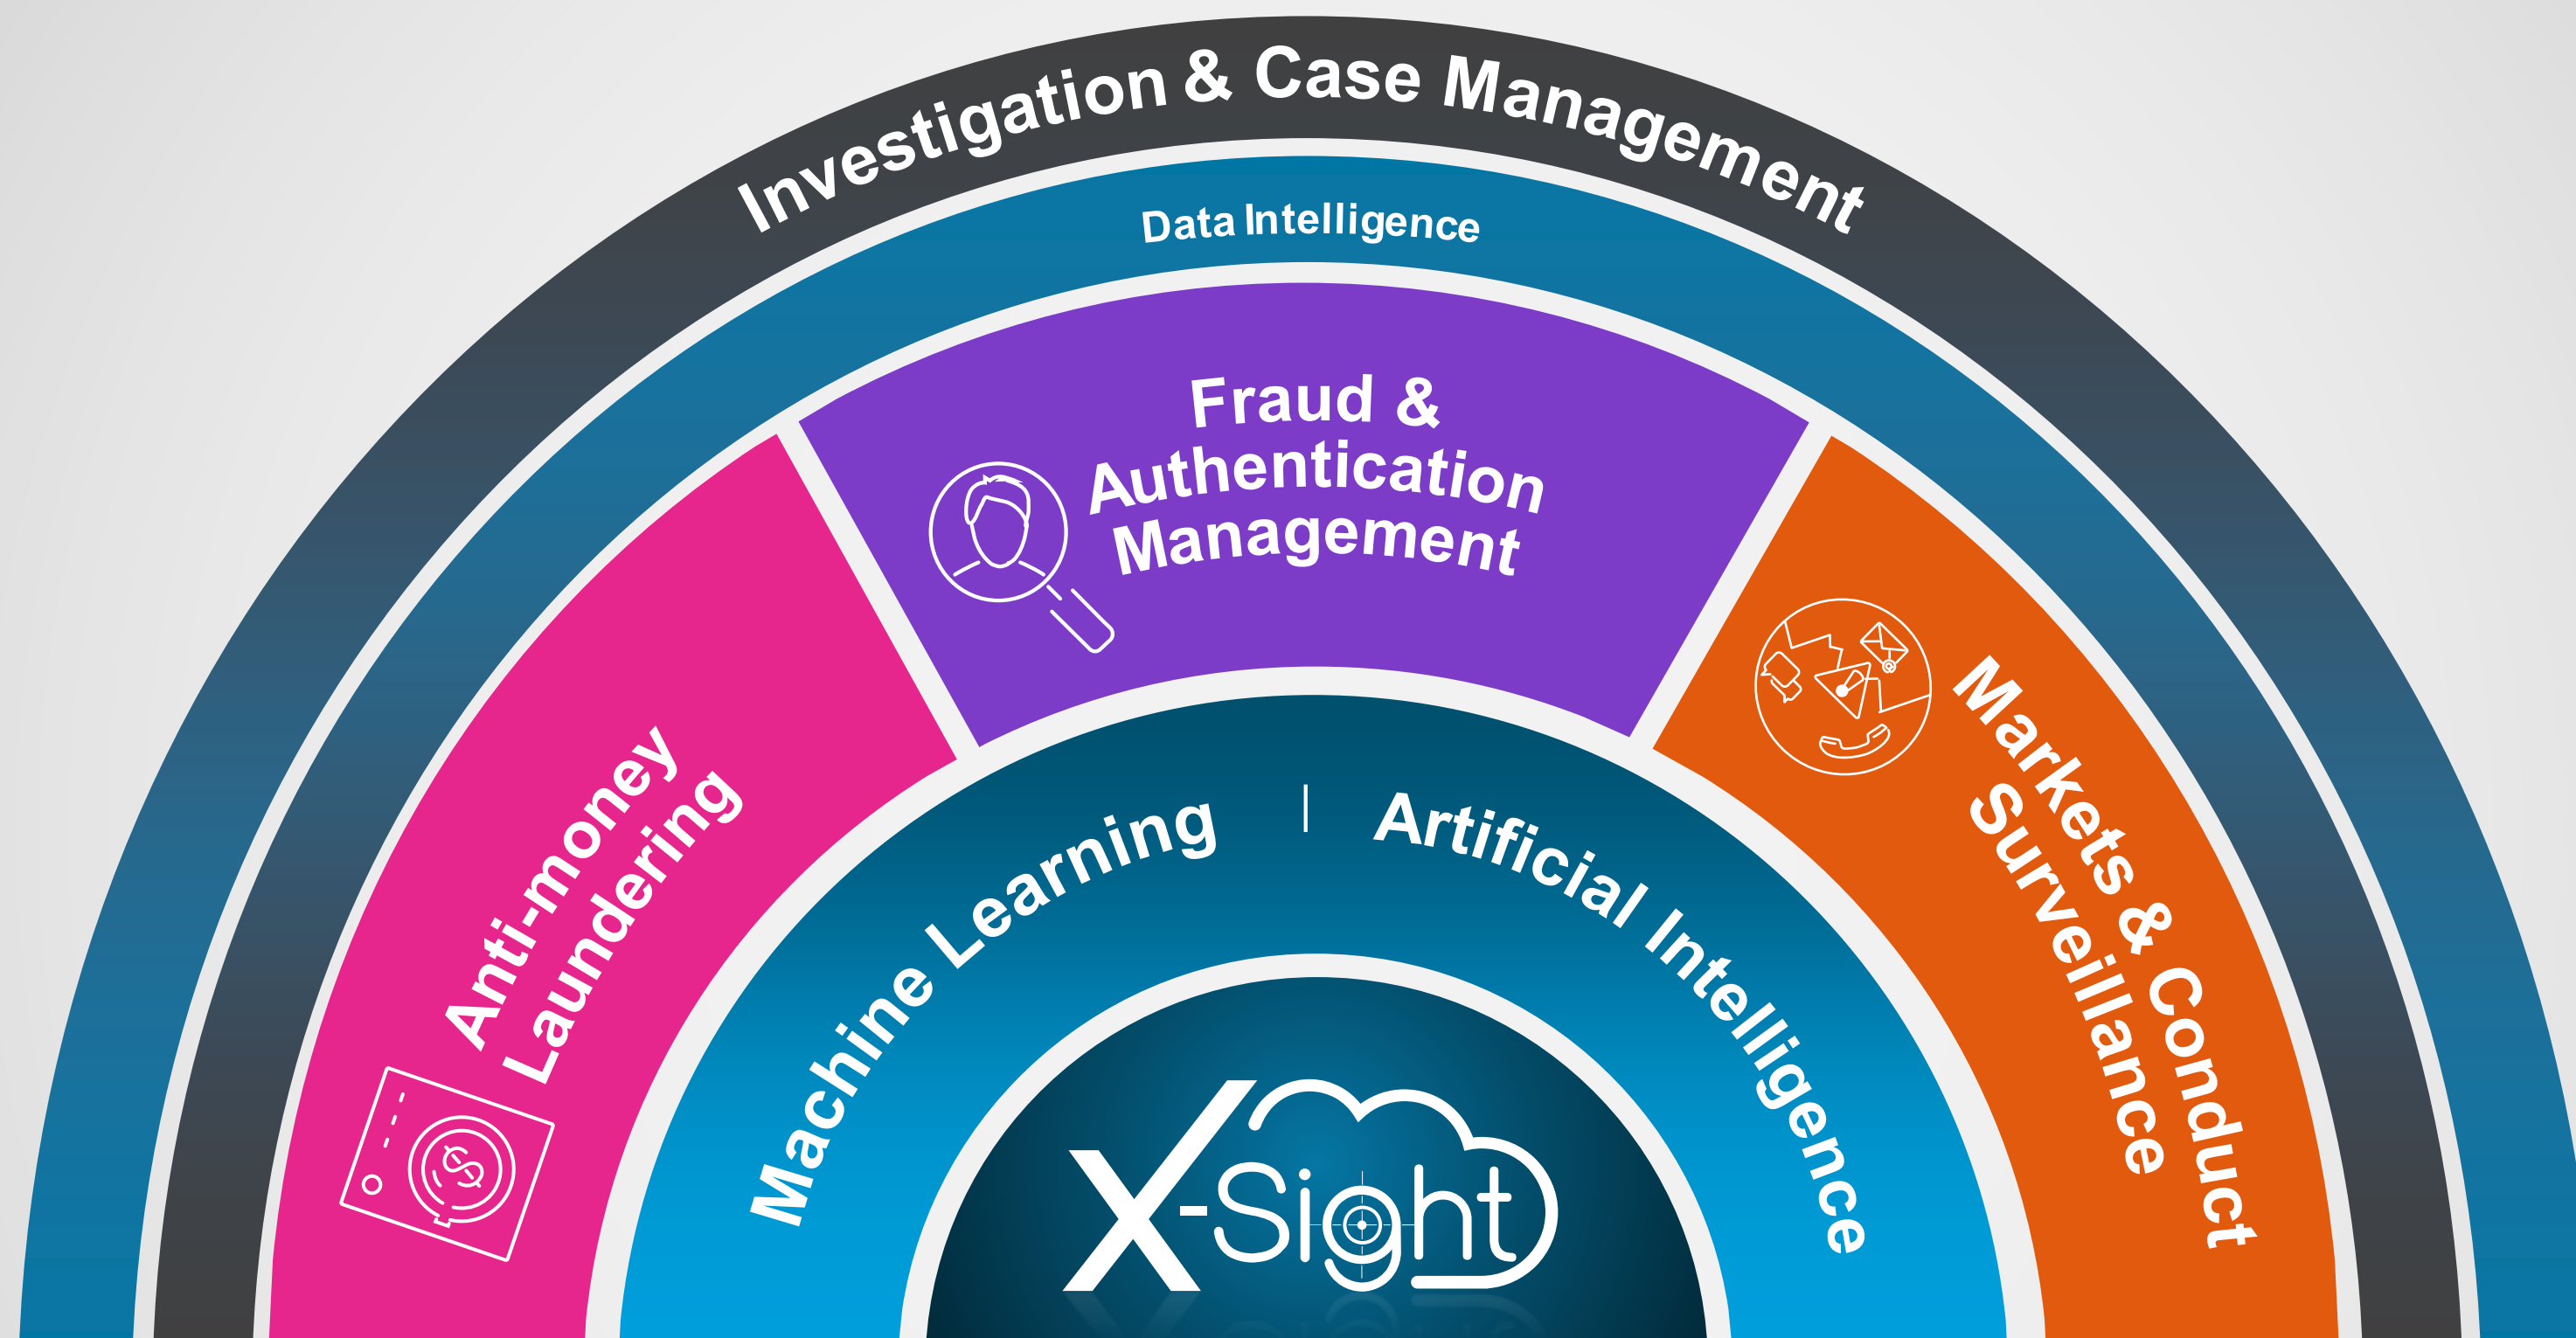 Investigation & Case Management
Data Intelligence
Fraud &
Authentication
Management
Anti-money
Laundering
Markets & Conduct
Surveillance
Machine Learning | Artificial Intelligence
X-Sight
$